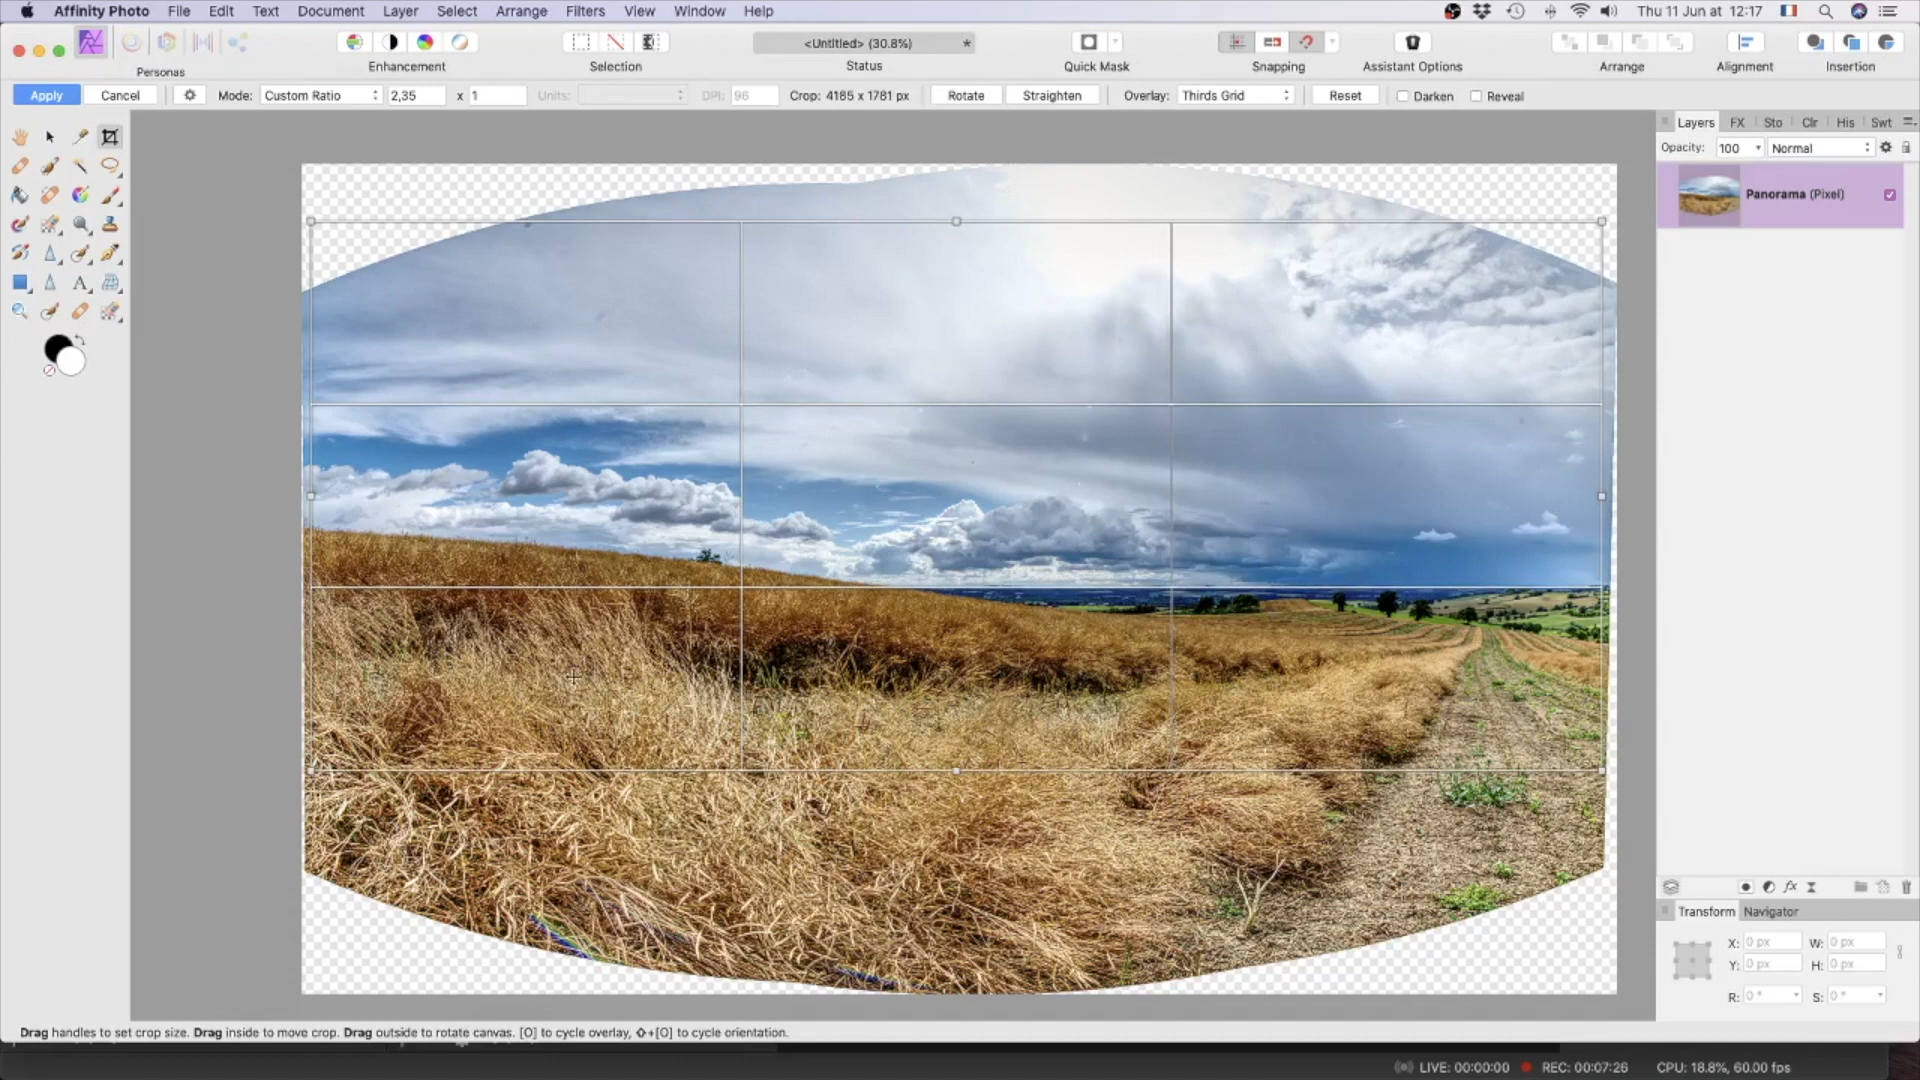 Affinity Photo File Edit Text Document Layer Select Arrange Filters View Window Help Thu 11 Jun at 12:17
Personas Enhancement Selection <Untitled> (30.8%) * Status Quick Mask Snapping Assistant Options Arrange Alignment Insertion
Apply Cancel Mode: Custom Ratio 2,35 x 1 Units: DPI: 96 Crop: 4185 x 1781 px Rotate Straighten Overlay: Thirds Grid Reset Darken Reveal
Layers FX Sto Clr His Swt
Opacity: 100 Normal
Panorama (Pixel)
Transform Navigator
X: 0 px W: 0 px
Y: 0 px H: 0 px
R: 0 ° S: 0 °
Drag handles to set crop size. Drag inside to move crop. Drag outside to rotate canvas. [O] to cycle overlay, ⇧+[O] to cycle orientation.
LIVE: 00:00:00 REC: 00:07:26 CPU: 18.8%, 60.00 fps